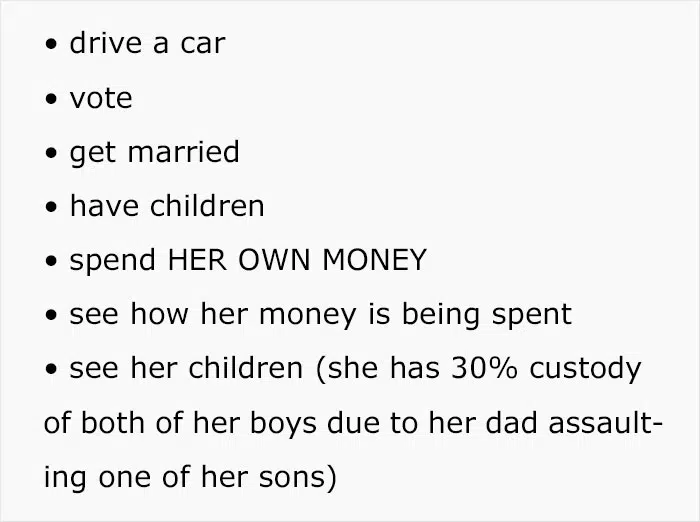 • drive a car
• vote
• get married
• have children
• spend HER OWN MONEY
• see how her money is being spent
• see her children (she has 30% custody
of both of her boys due to her dad assault-
ing one of her sons)